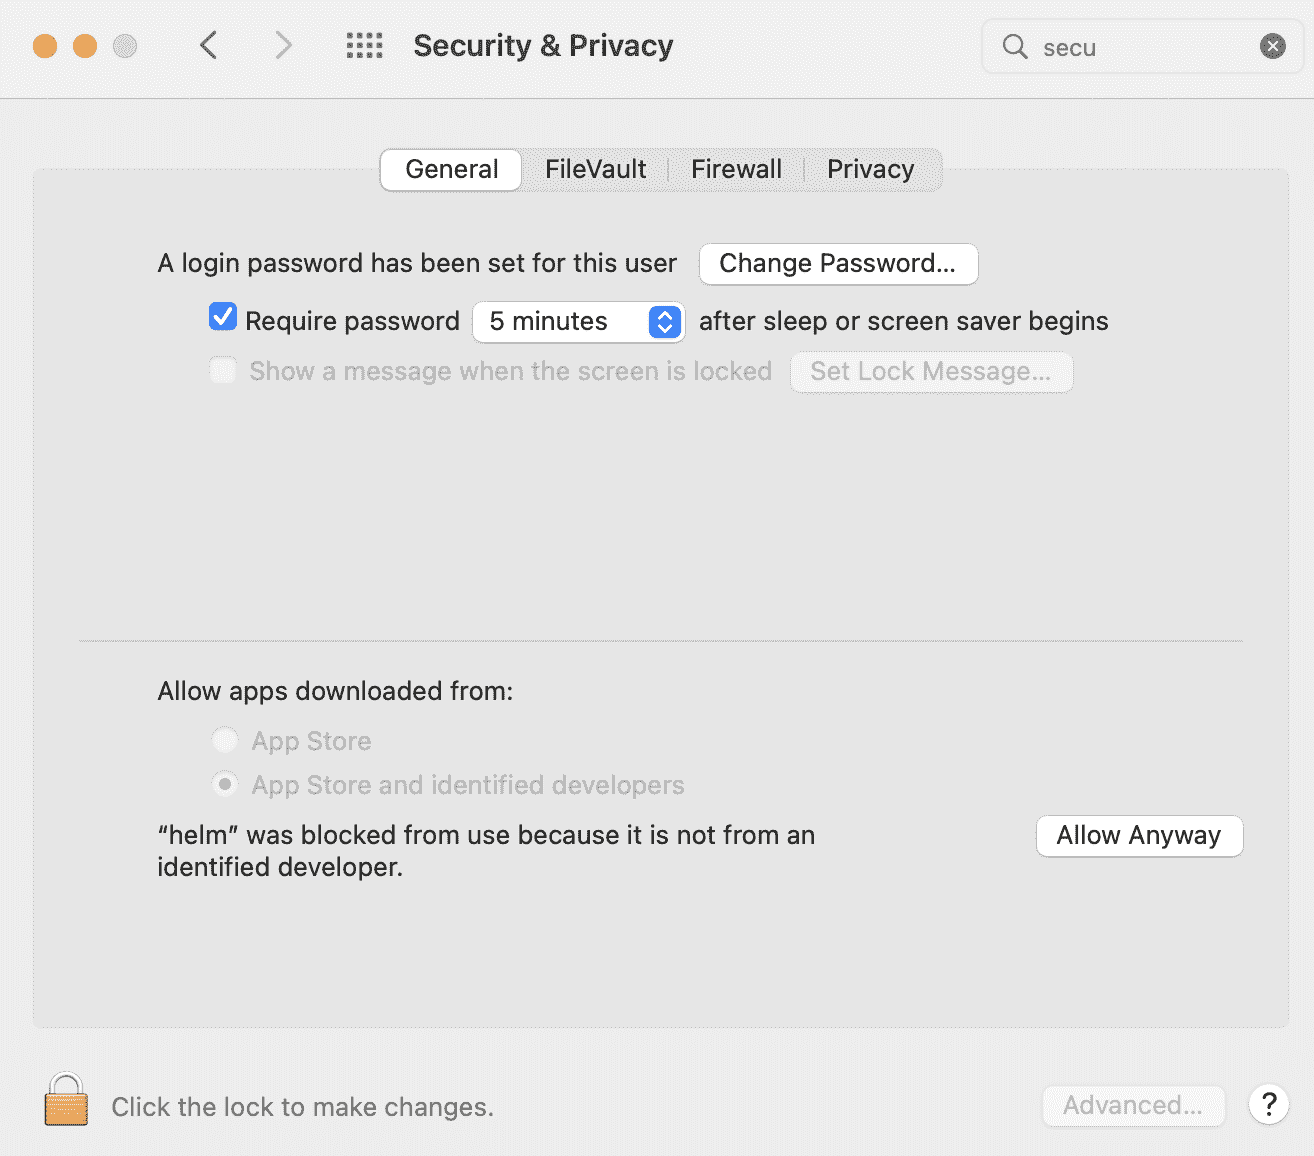 Security & Privacy
secu
General FileVault Firewall Privacy
A login password has been set for this user Change Password...
Require password 5 minutes after sleep or screen saver begins
Show a message when the screen is locked Set Lock Message...
Allow apps downloaded from:
App Store
App Store and identified developers
“helm” was blocked from use because it is not from an Allow Anyway
identified developer.
Click the lock to make changes. Advanced... ?